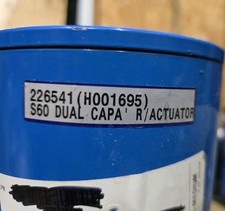 226541(H001695)
S60 DUAL CAPA' R/ACTUATOR